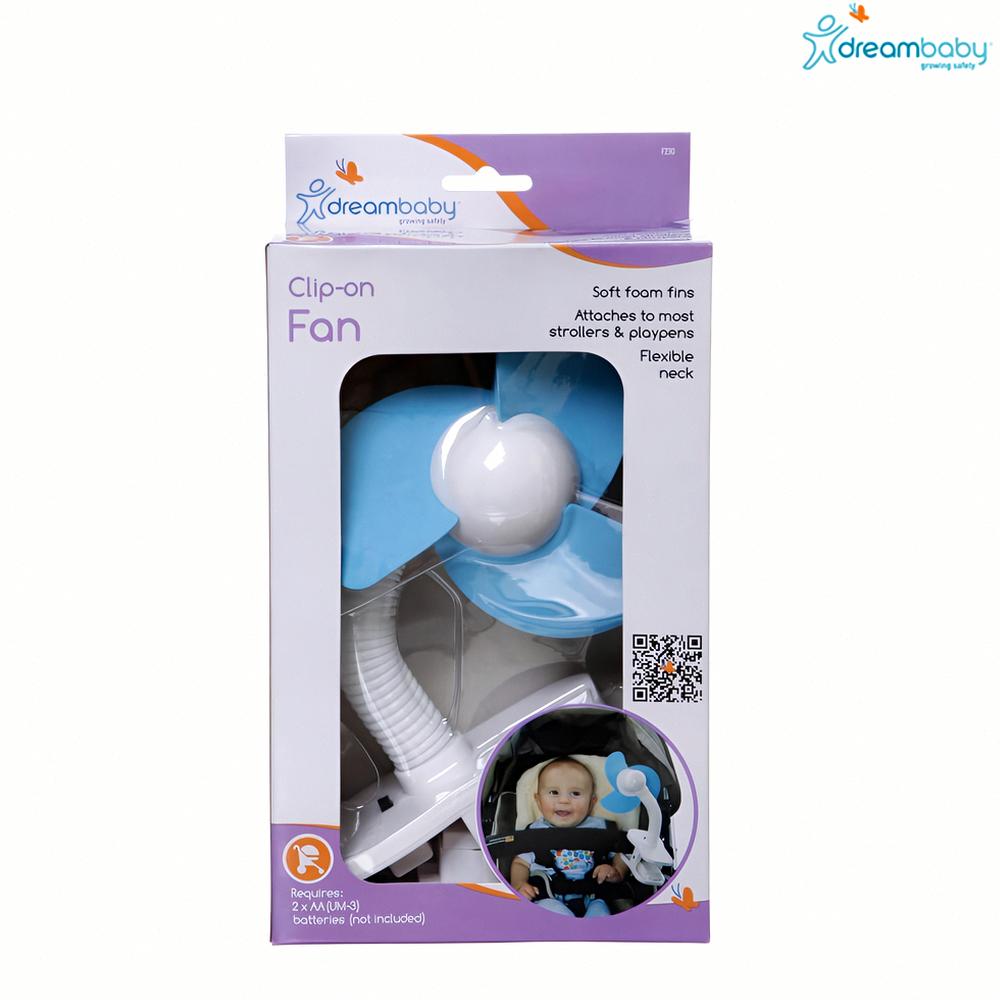 dreambaby
growing safety
F230
dreambaby
growing safety
Clip-on
Fan
Soft foam fins
Attaches to most
strollers & playpens
Flexible
neck
Requires:
2 x AA (UM-3)
batteries (not included)